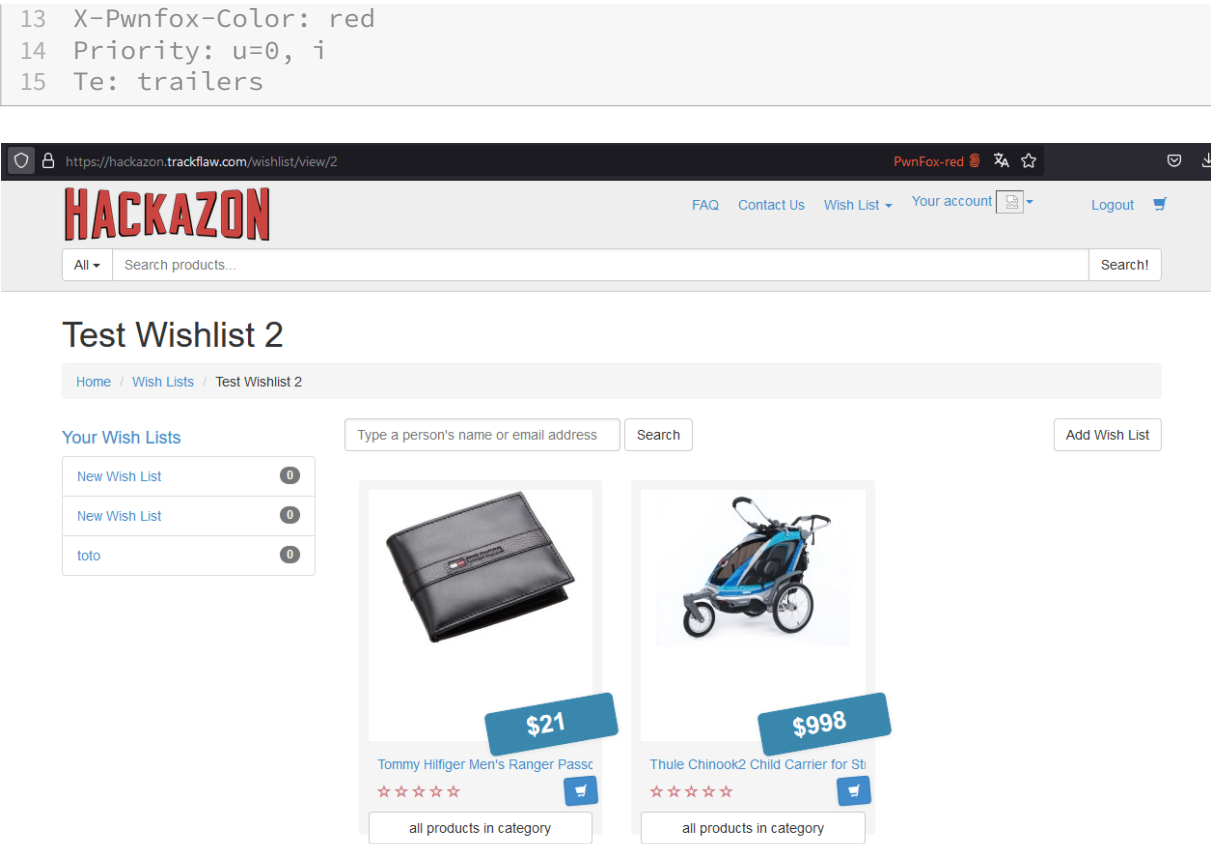 13 X-Pwnfox-Color: red
14 Priority: u=0, i
15 Te: trailers
https://hackazon.trackflaw.com/wishlist/view/2 PwnFox-red
HACKAZON
FAQ Contact Us Wish List Your account Logout
All Search products... Search!
Test Wishlist 2
Home / Wish Lists / Test Wishlist 2
Your Wish Lists
Type a person's name or email address Search Add Wish List
New Wish List 0
New Wish List 0
toto 0
$21 $998
Tommy Hilfiger Men's Ranger Passc Thule Chinook2 Child Carrier for Str
all products in category all products in category